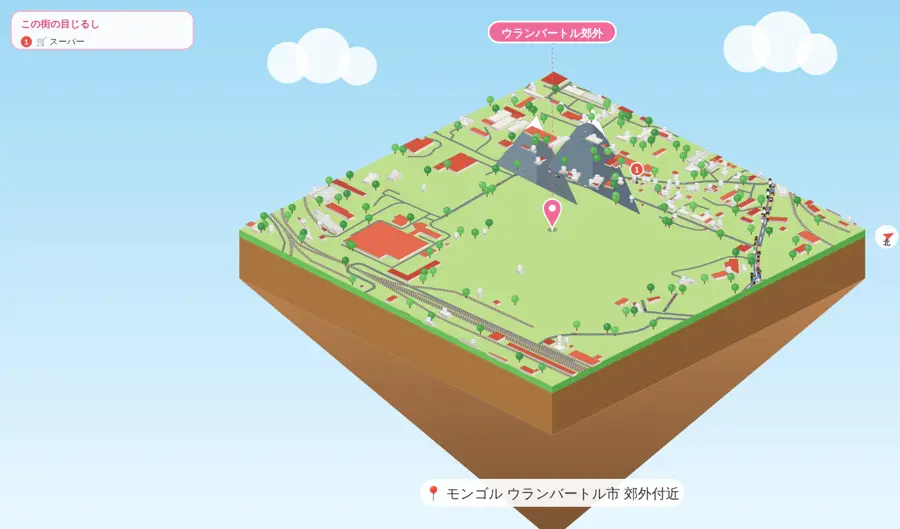 この街の目じるし
1 🛒 スーパー
ウランバートル郊外
1
北
📍 モンゴル ウランバートル市 郊外付近